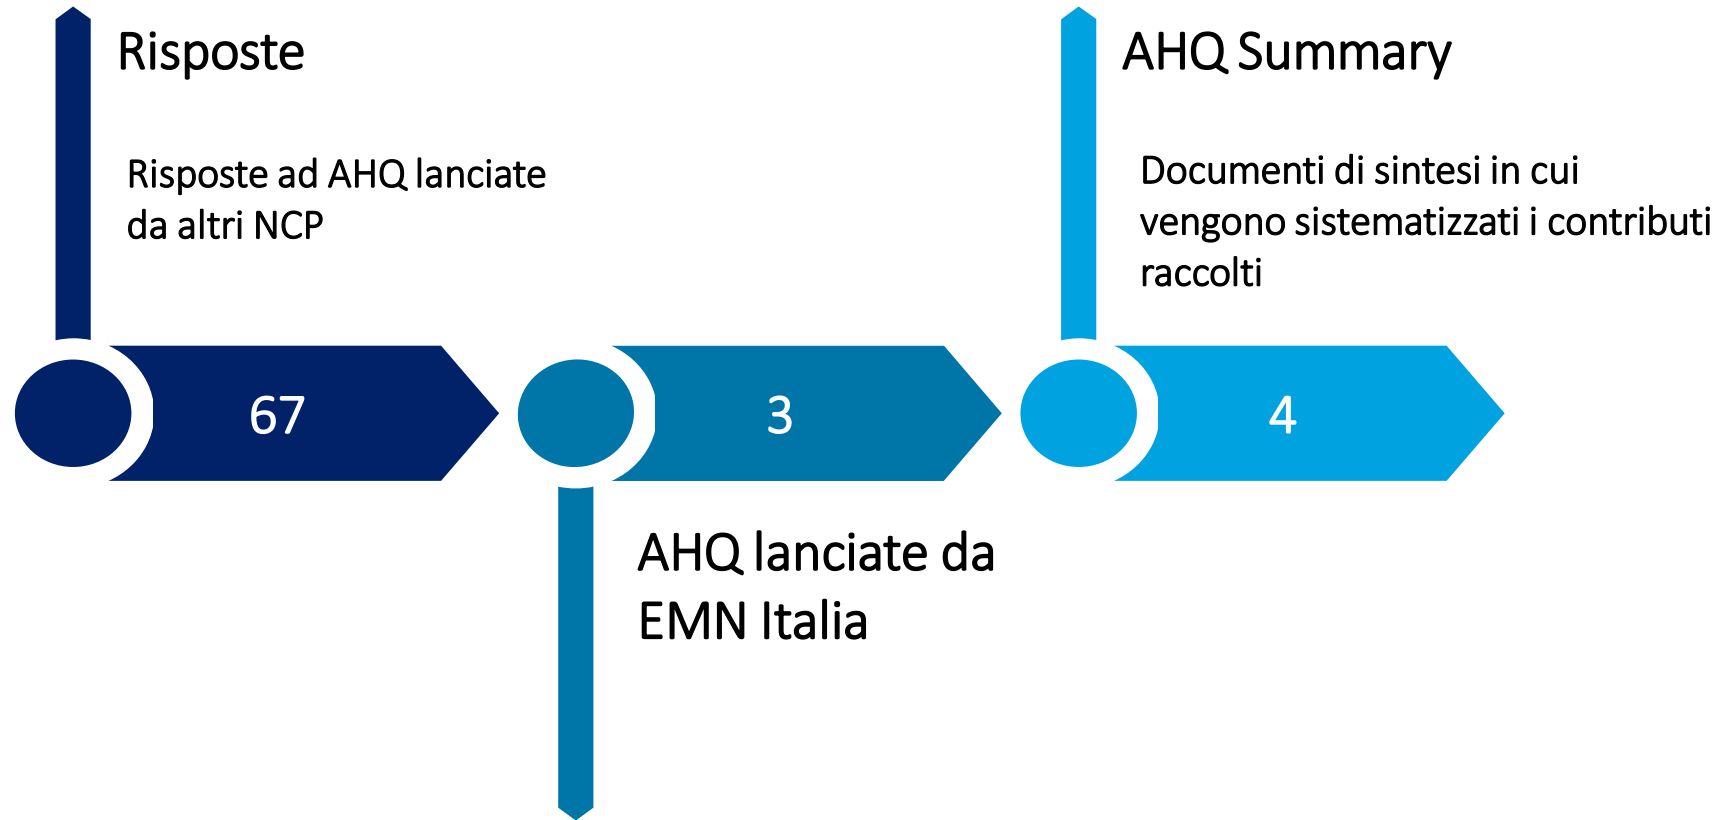 Risposte
Risposte ad AHQ lanciate
da altri NCP
67
3
AHQ lanciate da
EMN Italia
AHQ Summary
Documenti di sintesi in cui
vengono sistematizzati i contributi
raccolti
4